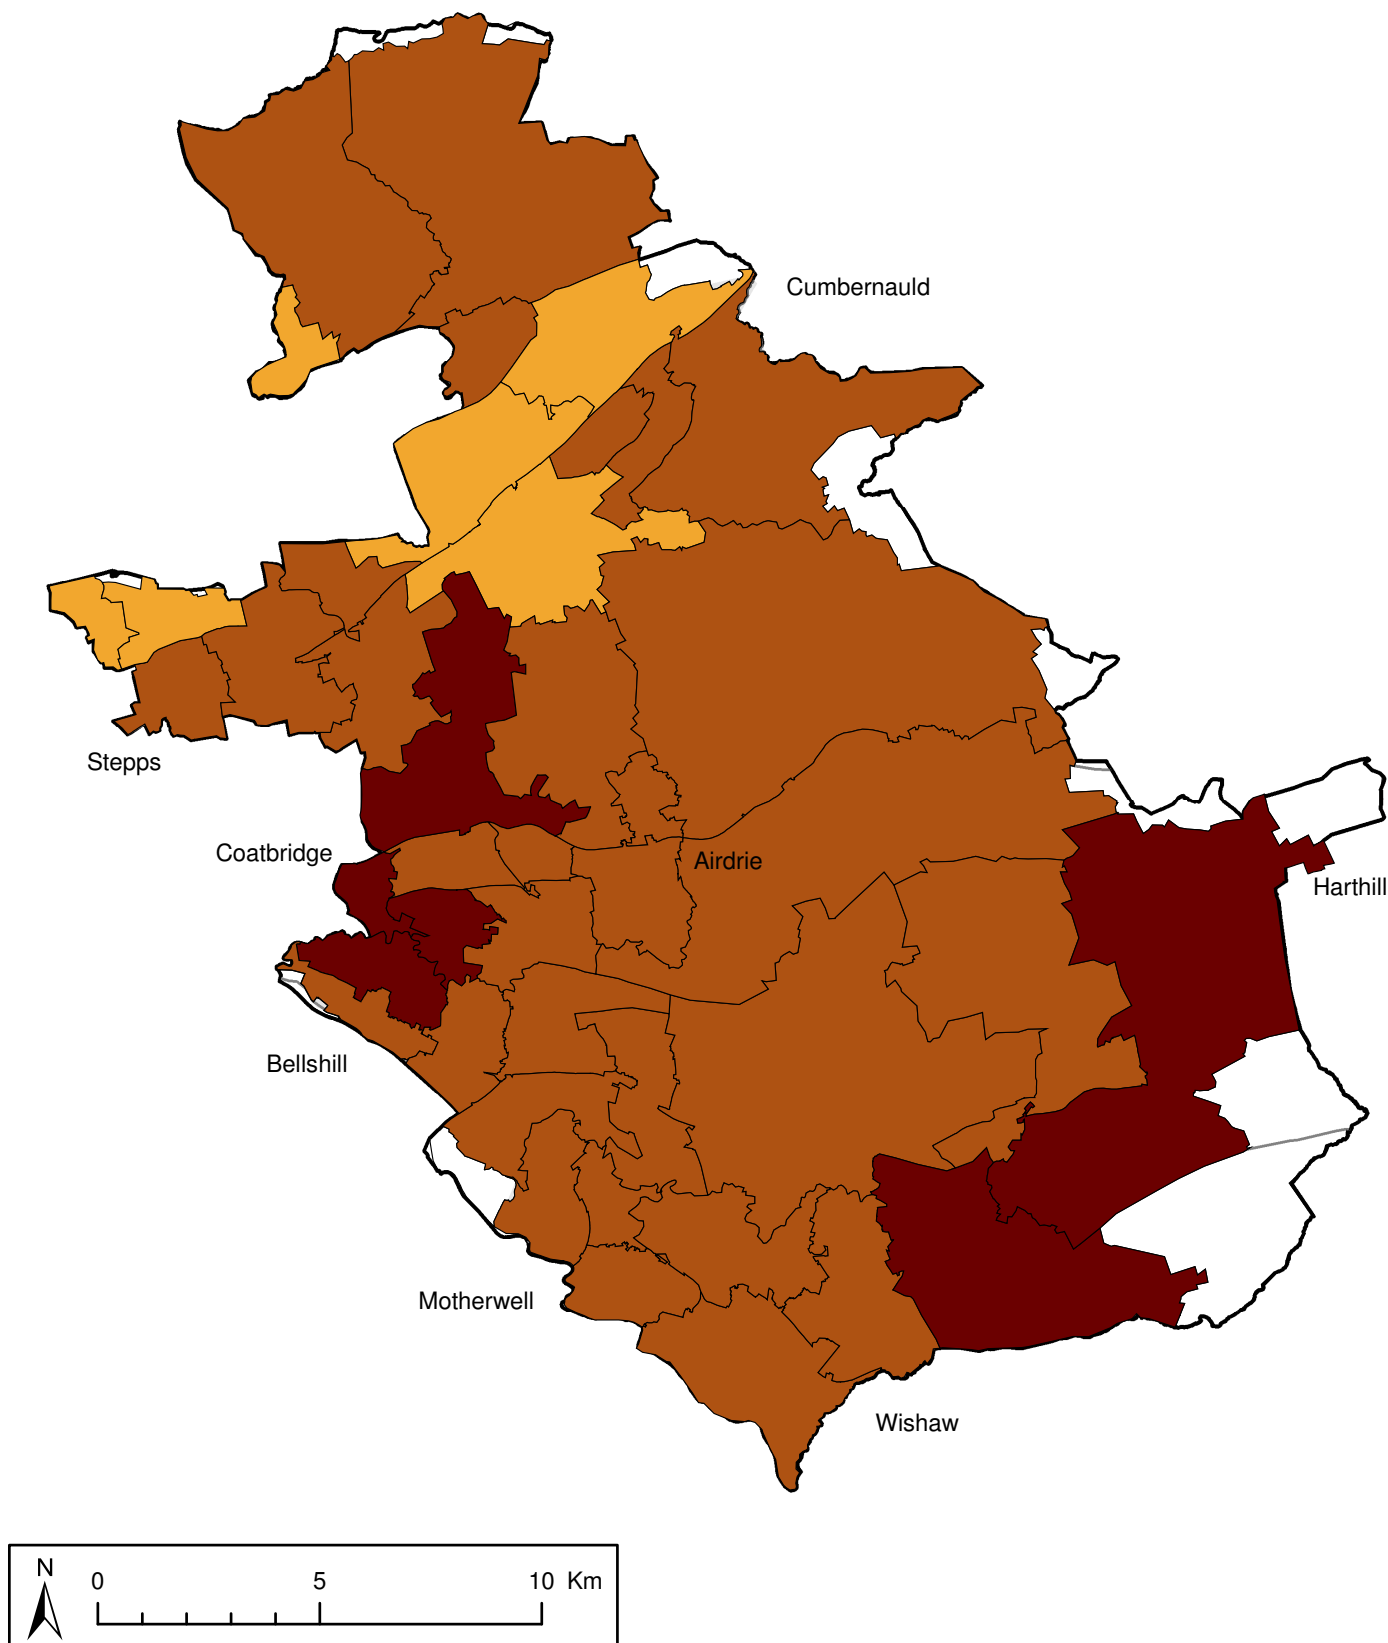 Cumbernauld
Stepps
Coatbridge
Airdrie
Harthill
Bellshill
Motherwell
Wishaw
N
0 5 10 Km